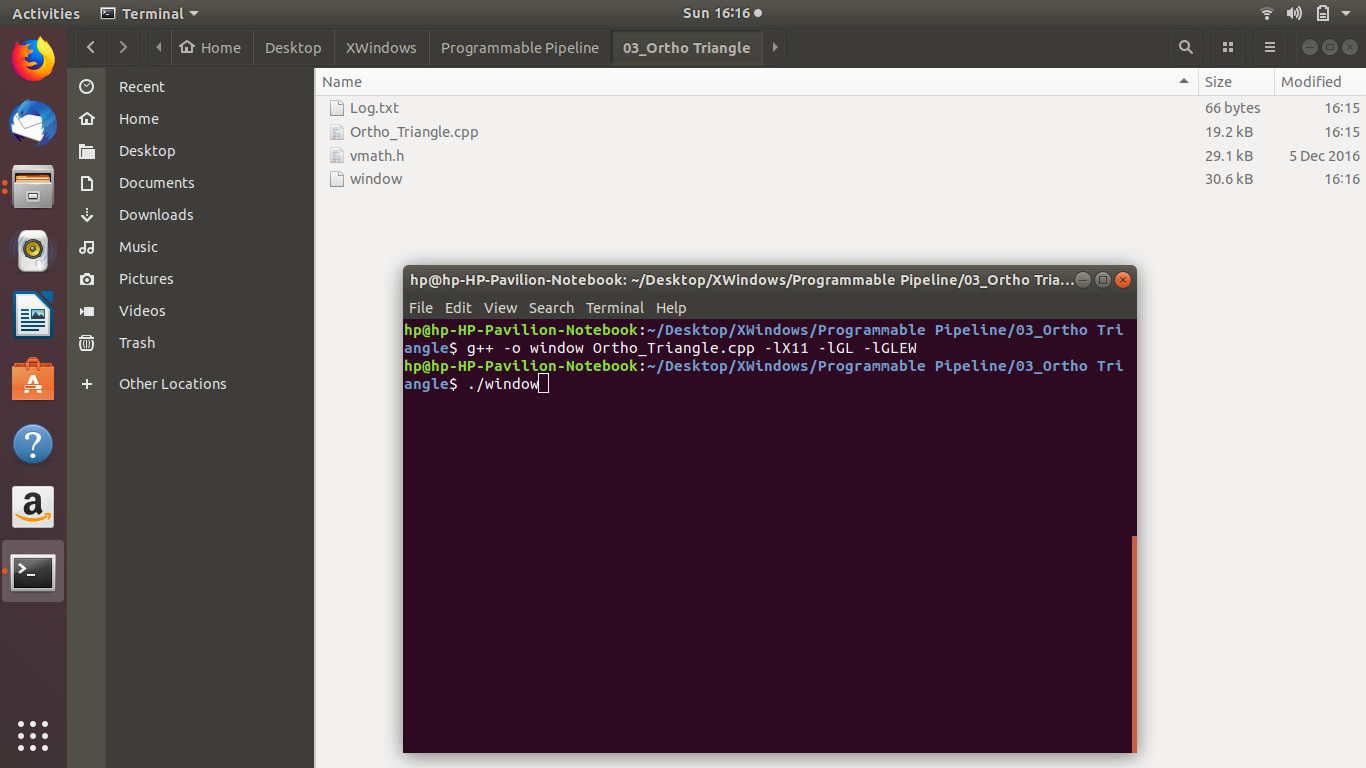 Activities Terminal Sun 16:16
Home Desktop XWindows Programmable Pipeline 03_Ortho Triangle
Recent
Home
Desktop
Documents
Downloads
Music
Pictures
Videos
Trash
Other Locations
Name Size Modified
Log.txt 66 bytes 16:15
Ortho_Triangle.cpp 19.2 kB 16:15
vmath.h 29.1 kB 5 Dec 2016
window 30.6 kB 16:16
hp@hp-HP-Pavilion-Notebook: ~/Desktop/XWindows/Programmable Pipeline/03_Ortho Tria...
File Edit View Search Terminal Help
hp@hp-HP-Pavilion-Notebook:~/Desktop/XWindows/Programmable Pipeline/03_Ortho Tri
angle$ g++ -o window Ortho_Triangle.cpp -lX11 -lGL -lGLEW
hp@hp-HP-Pavilion-Notebook:~/Desktop/XWindows/Programmable Pipeline/03_Ortho Tri
angle$ ./window